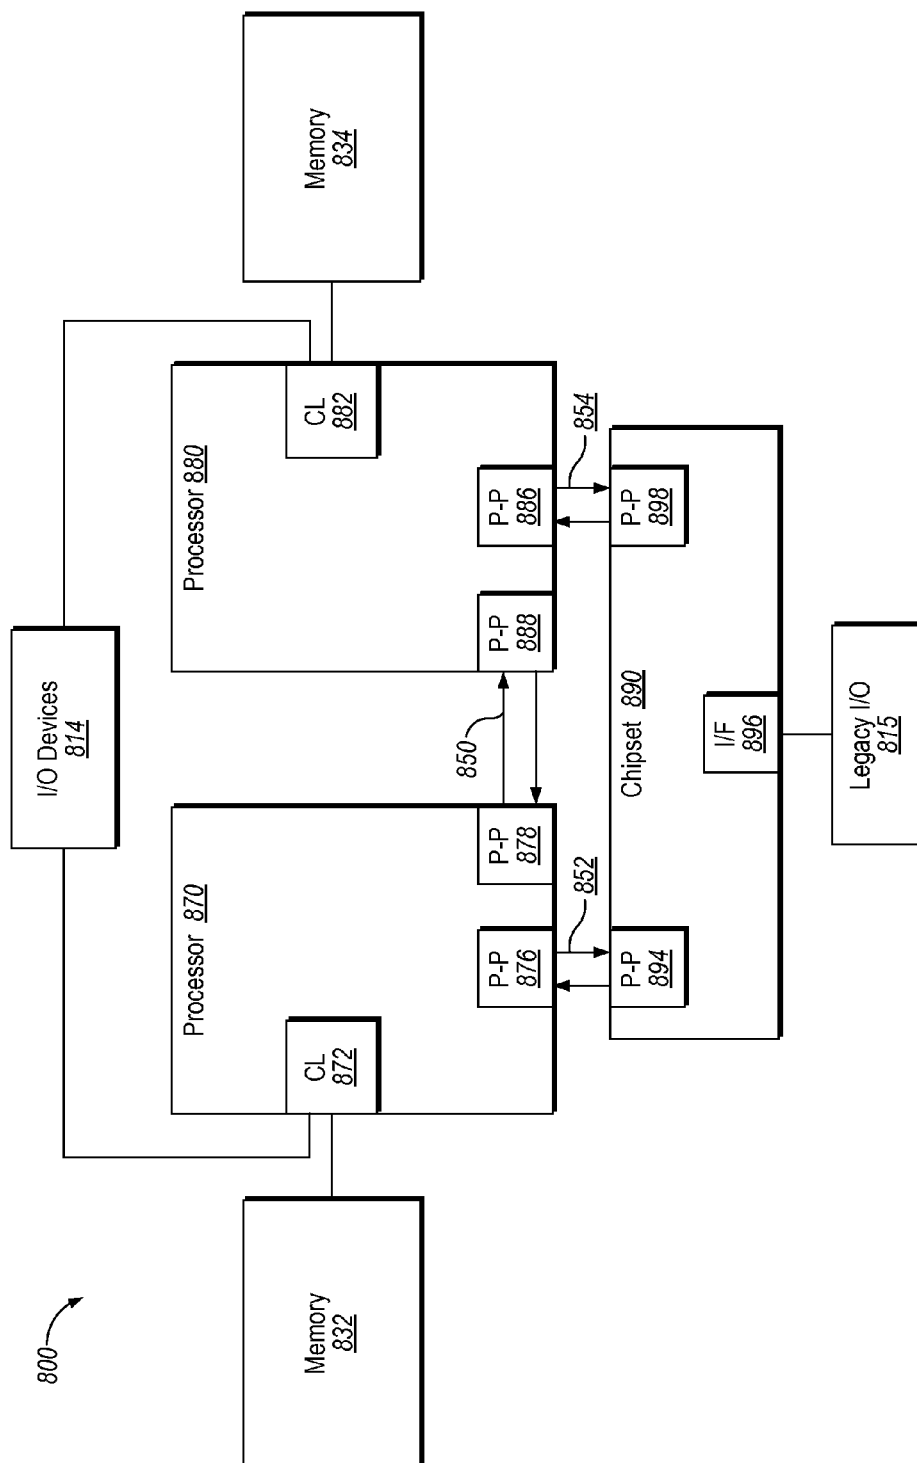 800
I/O Devices
814
Memory
832
Processor 870
CL
872
P-P
876
P-P
878
850
Processor 880
CL
882
P-P
888
P-P
886
Memory
834
852
854
Chipset 890
P-P
894
P-P
898
I/F
896
Legacy I/O
815